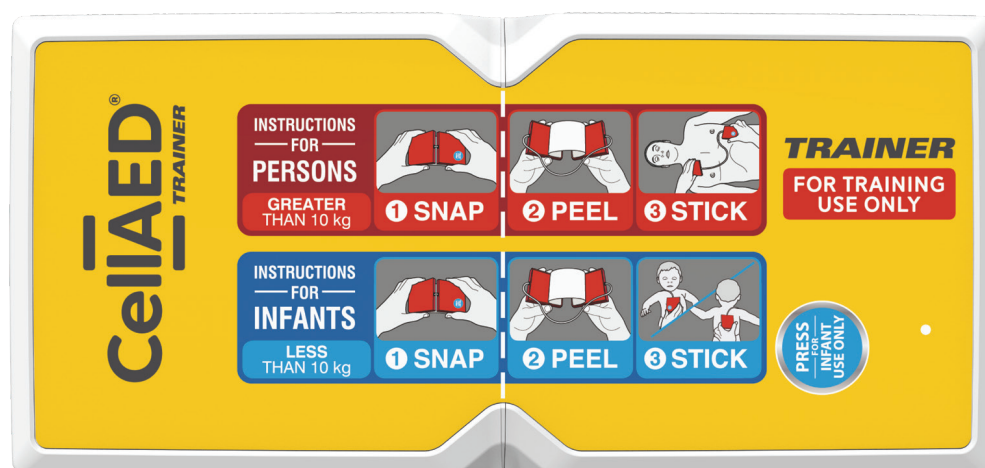 CellAED®
TRAINER
INSTRUCTIONS
FOR
PERSONS
GREATER
THAN 10 kg
1 SNAP
2 PEEL
3 STICK
INSTRUCTIONS
FOR
INFANTS
LESS
THAN 10 kg
1 SNAP
2 PEEL
3 STICK
TRAINER
FOR TRAINING
USE ONLY
PRESS
FOR
INFANT
USE ONLY